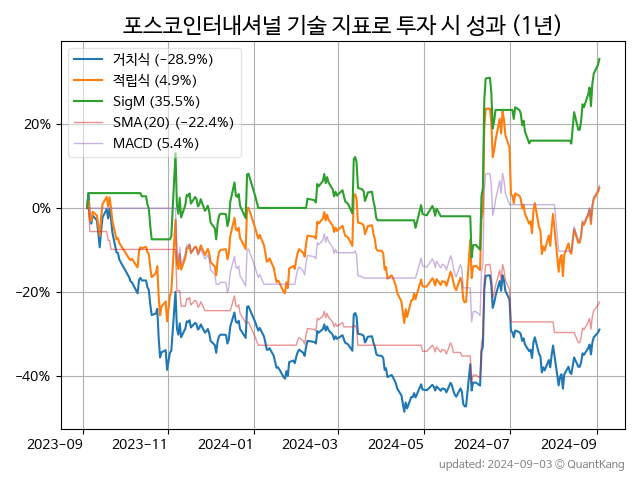 포스코인터내셔널 기술 지표로 투자 시 성과 (1년)
거치식 (−28.9%)
적립식 (4.9%)
SigM (35.5%)
SMA(20) (−22.4%)
MACD (5.4%)
20%
0%
−20%
−40%
2023-09 2023-11 2024-01 2024-03 2024-05 2024-07 2024-09
updated: 2024-09-03 © QuantKang